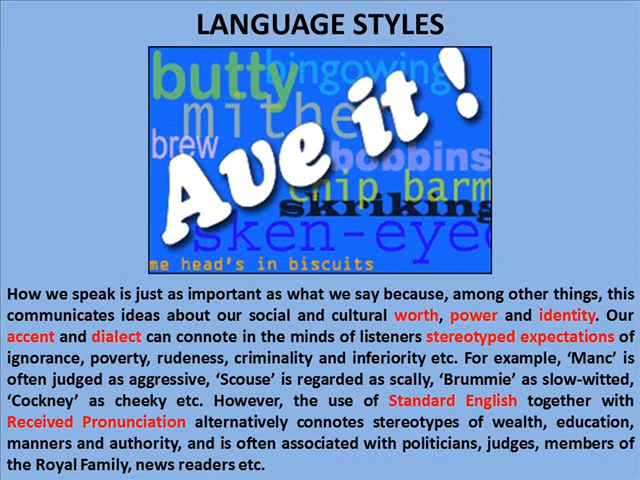 LANGUAGE STYLES
butty bingowing
mithe
brew
Ave it !
bobbins
chip barm
skriking
sken-eye
me head's in biscuits
How we speak is just as important as what we say because, among other things, this
communicates ideas about our social and cultural worth, power and identity. Our
accent and dialect can connote in the minds of listeners stereotyped expectations of
ignorance, poverty, rudeness, criminality and inferiority etc. For example, ‘Manc’ is
often judged as aggressive, ‘Scouse’ is regarded as scally, ‘Brummie’ as slow-witted,
‘Cockney’ as cheeky etc. However, the use of Standard English together with
Received Pronunciation alternatively connotes stereotypes of wealth, education,
manners and authority, and is often associated with politicians, judges, members of
the Royal Family, news readers etc.